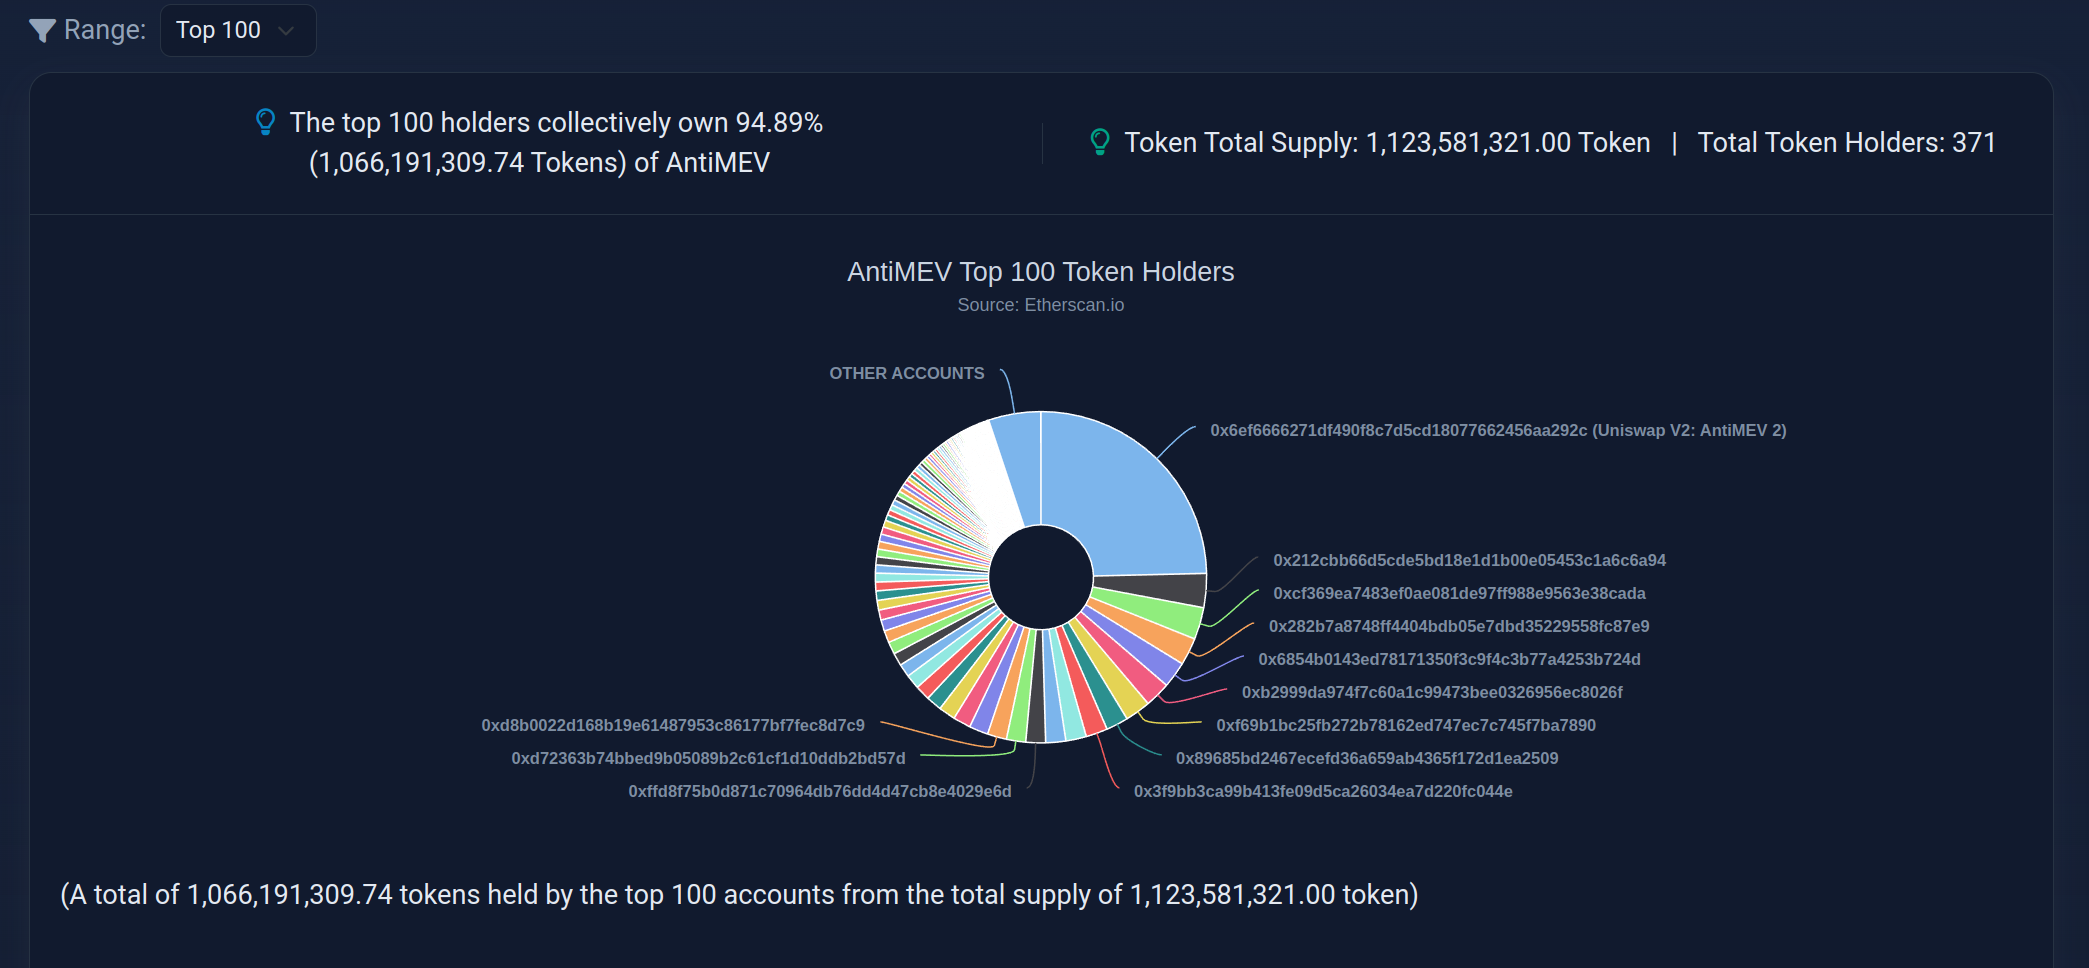 Range: Top 100
The top 100 holders collectively own 94.89%
(1,066,191,309.74 Tokens) of AntiMEV
Token Total Supply: 1,123,581,321.00 Token | Total Token Holders: 371
AntiMEV Top 100 Token Holders
Source: Etherscan.io
OTHER ACCOUNTS
0x6ef6666271df490f8c7d5cd18077662456aa292c (Uniswap V2: AntiMEV 2)
0x212cbb66d5cde5bd18e1d1b00e05453c1a6c6a94
0xcf369ea7483ef0ae081de97ff988e9563e38cada
0x282b7a8748ff4404bdb05e7dbd35229558fc87e9
0x6854b0143ed78171350f3c9f4c3b77a4253b724d
0xb2999da974f7c60a1c99473bee0326956ec8026f
0xd8b0022d168b19e61487953c86177bf7fec8d7c9
0xf69b1bc25fb272b78162ed747ec7c745f7ba7890
0xd72363b74bbed9b05089b2c61cf1d10ddb2bd57d
0x89685bd2467ecefd36a659ab4365f172d1ea2509
0xffd8f75b0d871c70964db76dd4d47cb8e4029e6d
0x3f9bb3ca99b413fe09d5ca26034ea7d220fc044e
(A total of 1,066,191,309.74 tokens held by the top 100 accounts from the total supply of 1,123,581,321.00 token)